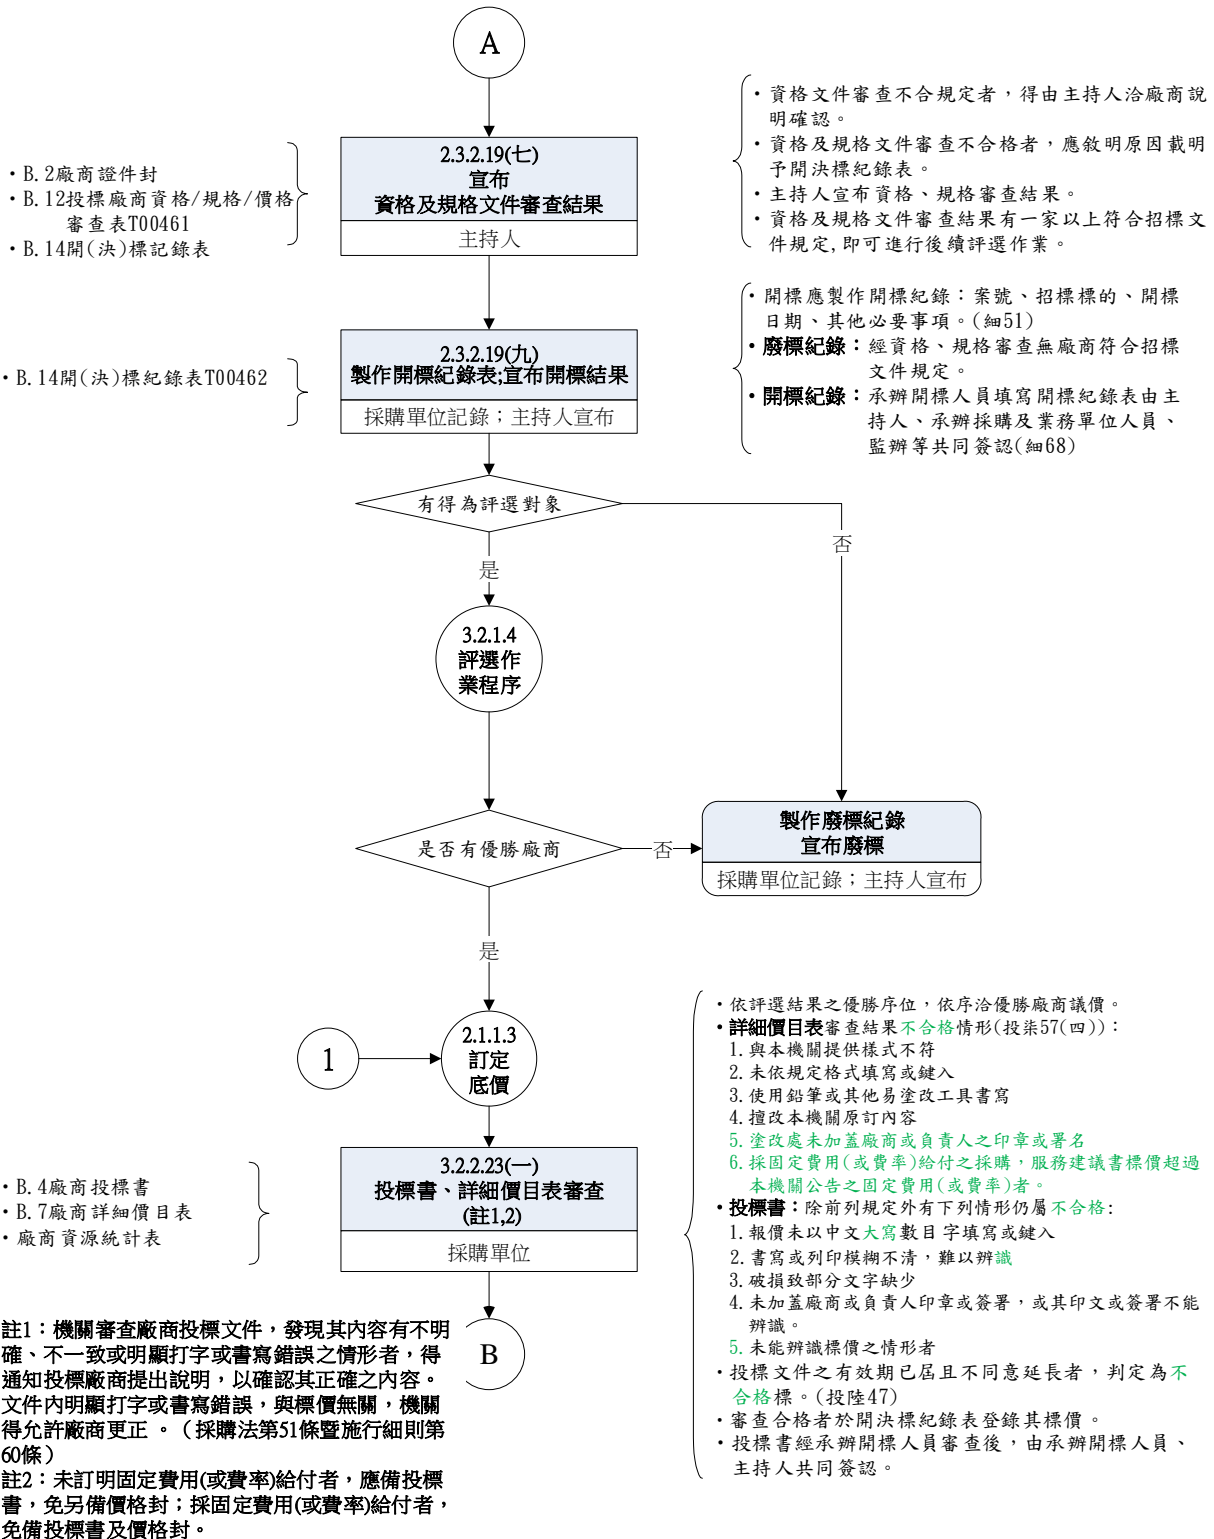 A
・資格文件審查不合規定者，得由主持人洽廠商說
明確認。
・資格及規格文件審查不合格者，應敘明原因載明
予開決標紀錄表。
・主持人宣布資格、規格審查結果。
・資格及規格文件審查結果有一家以上符合招標文
件規定,即可進行後續評選作業。
・B.2廠商證件封
・B.12投標廠商資格/規格/價格
審查表T00461
・B.14開(決)標記錄表
2.3.2.19(七)
宣布
資格及規格文件審查結果
主持人
・開標應製作開標紀錄：案號、招標標的、開標
日期、其他必要事項。(細51)
・廢標紀錄：經資格、規格審查無廠商符合招標
文件規定。
・開標紀錄：承辦開標人員填寫開標紀錄表由主
持人、承辦採購及業務單位人員、
監辦等共同簽認(細68)
・B.14開(決)標紀錄表T00462
2.3.2.19(九)
製作開標紀錄表;宣布開標結果
採購單位記錄；主持人宣布
有得為評選對象
否
是
3.2.1.4
評選作
業程序
是否有優勝廠商
否
製作廢標紀錄
宣布廢標
採購單位記錄；主持人宣布
是
1
2.1.1.3
訂定
底價
・依評選結果之優勝序位，依序洽優勝廠商議價。
・詳細價目表審查結果不合格情形(投柒57(四))：
1.與本機關提供樣式不符
2.未依規定格式填寫或鍵入
3.使用鉛筆或其他易塗改工具書寫
4.擅改本機關原訂內容
5.塗改處未加蓋廠商或負責人之印章或署名
6.採固定費用(或費率)給付之採購，服務建議書標價超過
本機關公告之固定費用(或費率)者。
・投標書：除前列規定外有下列情形仍屬不合格:
1.報價未以中文大寫數目字填寫或鍵入
2.書寫或列印模糊不清，難以辨識
3.破損致部分文字缺少
4.未加蓋廠商或負責人印章或簽署，或其印文或簽署不能
辨識。
5.未能辨識標價之情形者
・投標文件之有效期已屆且不同意延長者，判定為不
合格標。(投陸47)
・審查合格者於開決標紀錄表登錄其標價。
・投標書經承辦開標人員審查後，由承辦開標人員、
主持人共同簽認。
・B.4廠商投標書
・B.7廠商詳細價目表
・廠商資源統計表
3.2.2.23(一)
投標書、詳細價目表審查
(註1,2)
採購單位
B
註1：機關審查廠商投標文件，發現其內容有不明
確、不一致或明顯打字或書寫錯誤之情形者，得
通知投標廠商提出說明，以確認其正確之內容。
文件內明顯打字或書寫錯誤，與標價無關，機關
得允許廠商更正 。（採購法第51條暨施行細則第
60條）
註2：未訂明固定費用(或費率)給付者，應備投標
書，免另備價格封；採固定費用(或費率)給付者，
免備投標書及價格封。